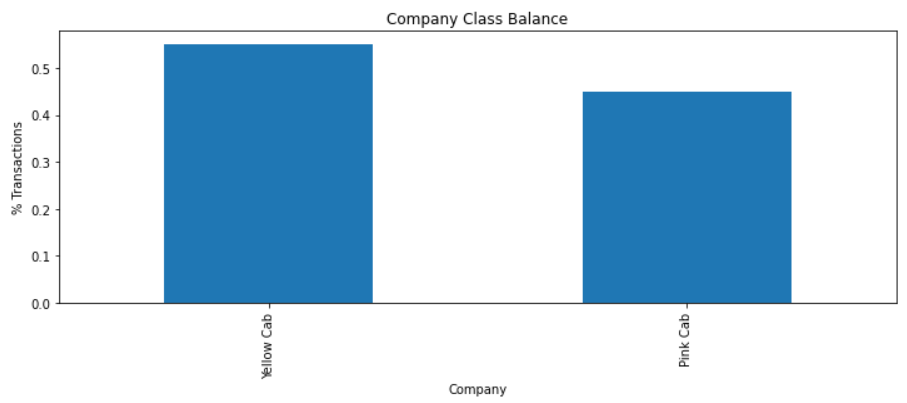 Company Class Balance
% Transactions
0.5
0.4
0.3
0.2
0.1
0.0
Yellow Cab
Pink Cab
Company